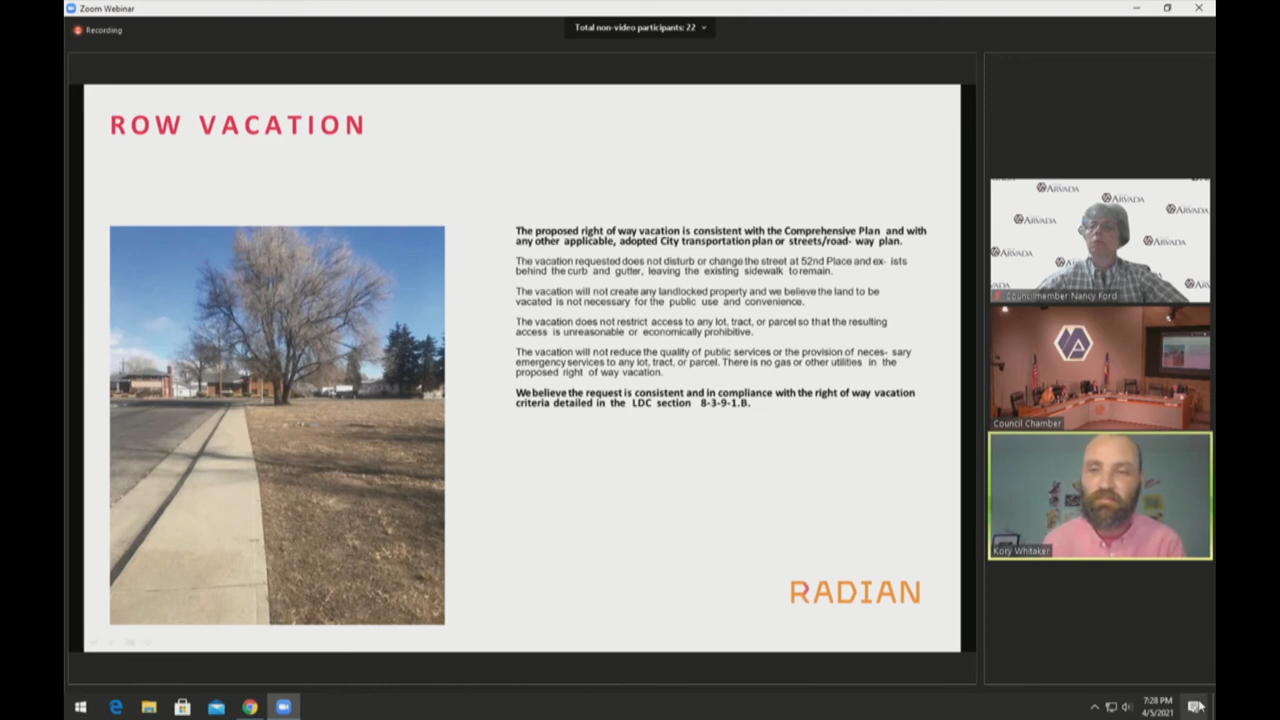 Zoom Webinar
Recording
Total non-video participants: 22
ROW VACATION
The proposed right of way vacation is consistent with the Comprehensive Plan and with
any other applicable, adopted City transportation plan or streets/road- way plan.
The vacation requested does not disturb or change the street at 52nd Place and ex- ists
behind the curb and gutter, leaving the existing sidewalk to remain.
The vacation will not create any landlocked property and we believe the land to be
vacated is not necessary for the public use and convenience.
The vacation does not restrict access to any lot, tract, or parcel so that the resulting
access is unreasonable or economically prohibitive.
The vacation will not reduce the quality of public services or the provision of neces- sary
emergency services to any lot, tract, or parcel. There is no gas or other utilities in the
proposed right of way vacation.
We believe the request is consistent and in compliance with the right of way vacation
criteria detailed in the LDC section 8-3-9-1.B.
RADIAN
ARVADA
ARVADA
ARVADA
ARVADA
ARVADA
ARVADA
Councilmember Nancy Ford
Council Chamber
Kory Whitaker
7:28 PM
4/5/2021